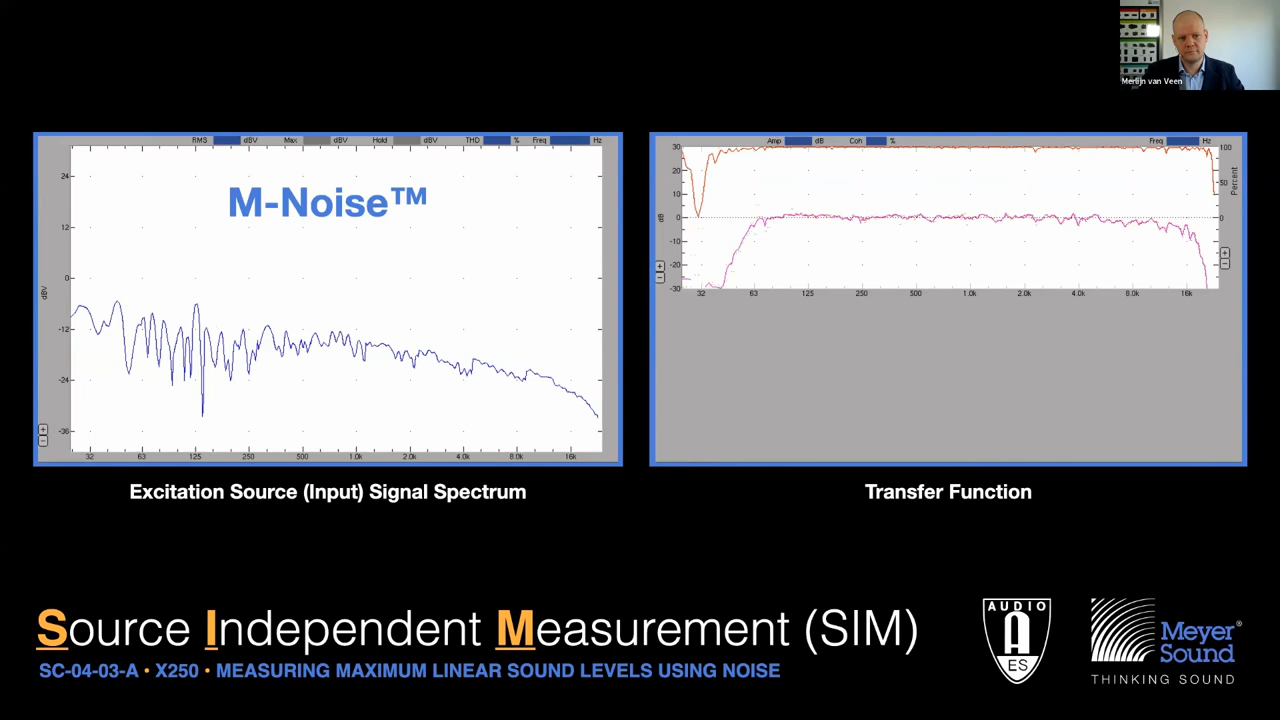 Merlijn van Veen
RMS dBV Max dBV Hold dBV THD % Freq Hz
24
12
0
-12
-24
-36
dBV
32 63 125 250 500 1.0k 2.0k 4.0k 8.0k 16k
M-Noise™
Amp dB Coh % Freq Hz
30
20
10
0
-10
-20
-30
dB
100
50
0
Percent
32 63 125 250 500 1.0k 2.0k 4.0k 8.0k 16k
Excitation Source (Input) Signal Spectrum
Transfer Function
Source Independent Measurement (SIM)
SC-04-03-A • X250 • MEASURING MAXIMUM LINEAR SOUND LEVELS USING NOISE
AUDIO
A
ES
Meyer
Sound®
THINKING SOUND